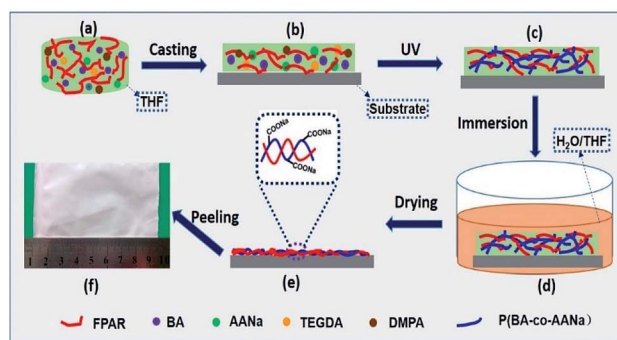 (a)
Casting
(b)
UV
(c)
THF
Substrate
Immersion
H₂O/THF
COONa
COONa
COONa
Drying
Peeling
1 2 3 4 5 6 7 8 9 10
(f)
(e)
(d)
FPAR BA AANa TEGDA DMPA P(BA-co-AANa）